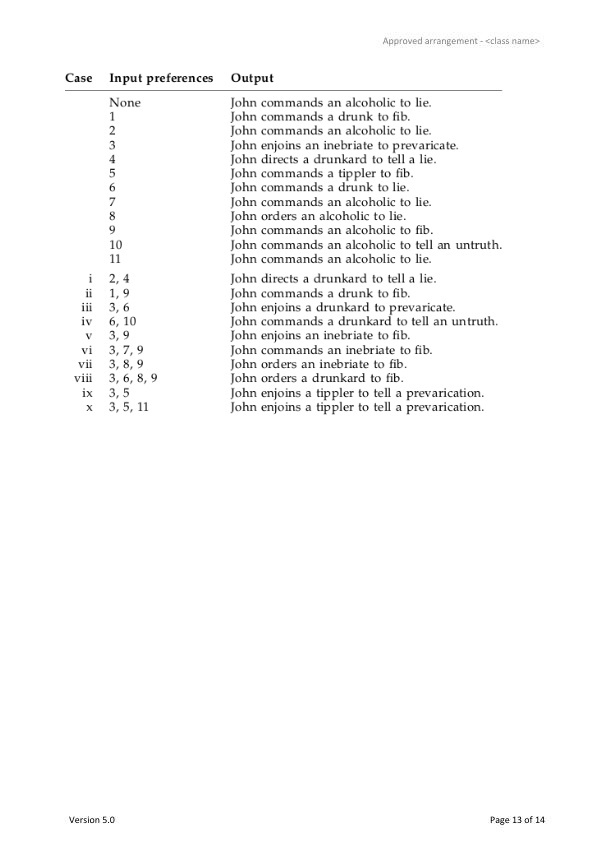 Approved arrangement - <class name>
Case Input preferences Output
None John commands an alcoholic to lie.
1 John commands a drunk to fib.
2 John commands an alcoholic to lie.
3 John enjoins an inebriate to prevaricate.
4 John directs a drunkard to tell a lie.
5 John commands a tippler to fib.
6 John commands a drunk to lie.
7 John commands an alcoholic to lie.
8 John orders an alcoholic to lie.
9 John commands an alcoholic to fib.
10 John commands an alcoholic to tell an untruth.
11 John commands an alcoholic to lie.
i 2, 4 John directs a drunkard to tell a lie.
ii 1, 9 John commands a drunk to fib.
iii 3, 6 John enjoins a drunkard to prevaricate.
iv 6, 10 John commands a drunkard to tell an untruth.
v 3, 9 John enjoins an inebriate to fib.
vi 3, 7, 9 John commands an inebriate to fib.
vii 3, 8, 9 John orders an inebriate to fib.
viii 3, 6, 8, 9 John orders a drunkard to fib.
ix 3, 5 John enjoins a tippler to tell a prevarication.
x 3, 5, 11 John enjoins a tippler to tell a prevarication.
Version 5.0 Page 13 of 14